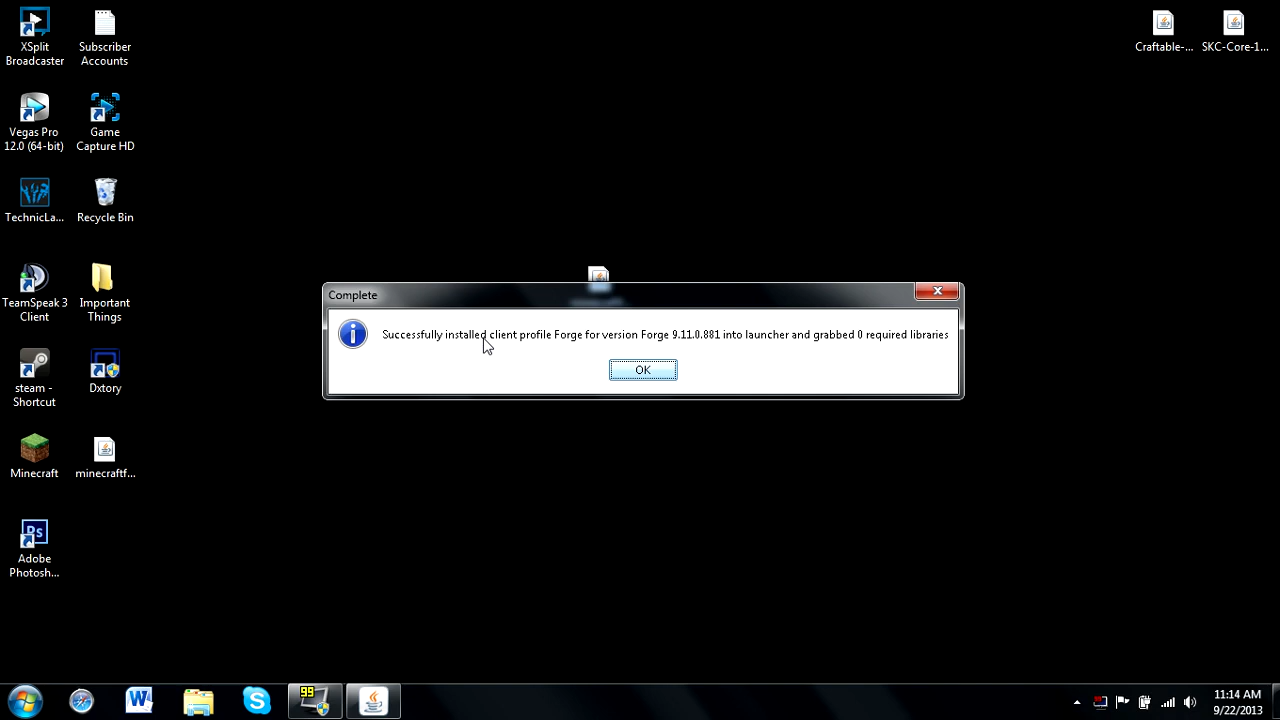 XSplit
Broadcaster
Subscriber
Accounts
Craftable-...
SKC-Core-1...
Vegas Pro
12.0 (64-bit)
Game
Capture HD
TechnicLa...
Recycle Bin
TeamSpeak 3
Client
Important
Things
Complete
Successfully installed client profile Forge for version Forge 9.11.0.881 into launcher and grabbed 0 required libraries
OK
steam -
Shortcut
Dxtory
Minecraft
minecraftf...
Ps
Adobe
Photosh...
99
11:14 AM
9/22/2013